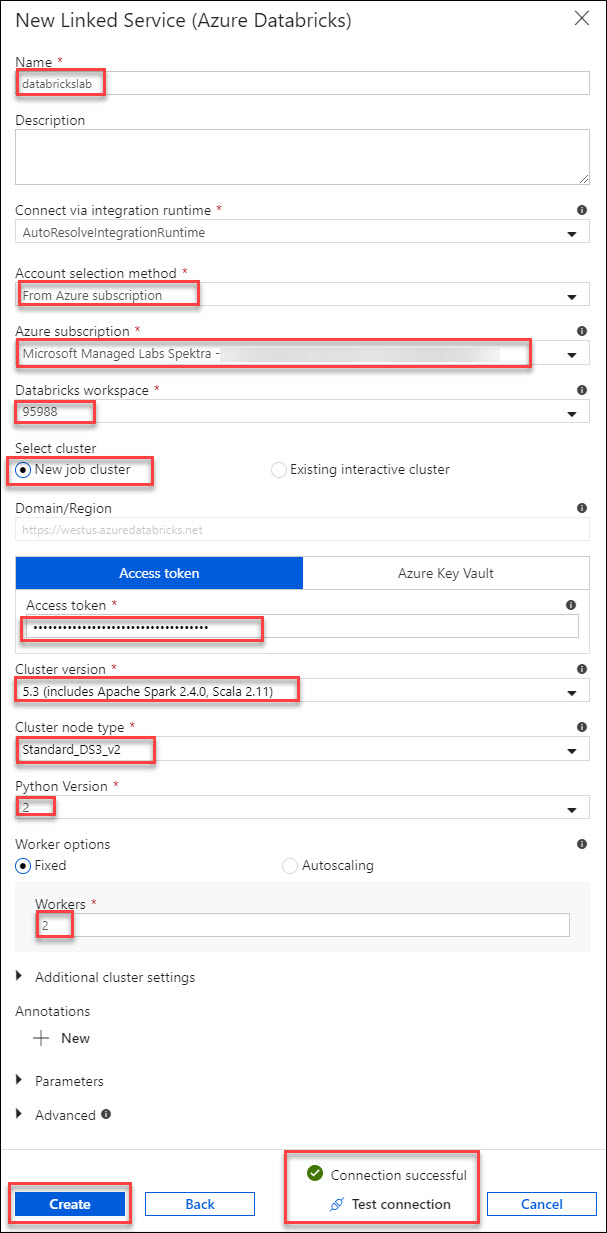 New Linked Service (Azure Databricks)
Name *
databrickslab
Description
Connect via integration runtime *
AutoResolveIntegrationRuntime
Account selection method *
From Azure subscription
Azure subscription *
Microsoft Managed Labs Spektra -
Databricks workspace *
95988
Select cluster
New job cluster Existing interactive cluster
Domain/Region
https://westus.azuredatabricks.net
Access token Azure Key Vault
Access token *
••••••••••••••••••••••••••••••••••••
Cluster version *
5.3 (includes Apache Spark 2.4.0, Scala 2.11)
Cluster node type *
Standard_DS3_v2
Python Version *
2
Worker options
Fixed Autoscaling
Workers *
2
Additional cluster settings
Annotations
New
Parameters
Advanced
Connection successful
Create Back Test connection Cancel